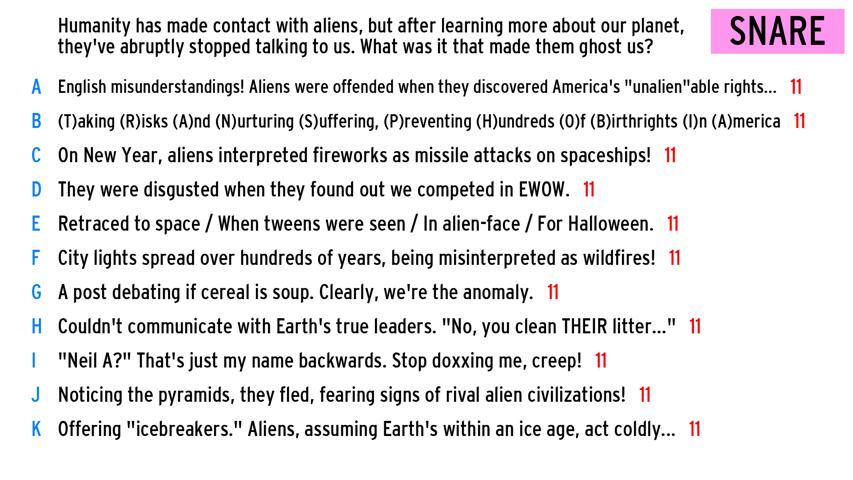 Humanity has made contact with aliens, but after learning more about our planet,
they've abruptly stopped talking to us. What was it that made them ghost us?
SNARE
A English misunderstandings! Aliens were offended when they discovered America's "unalien"able rights... 11
B (T)aking (R)isks (A)nd (N)urturing (S)uffering, (P)reventing (H)undreds (O)f (B)irthrights (I)n (A)merica 11
C On New Year, aliens interpreted fireworks as missile attacks on spaceships! 11
D They were disgusted when they found out we competed in EWOW. 11
E Retraced to space / When tweens were seen / In alien-face / For Halloween. 11
F City lights spread over hundreds of years, being misinterpreted as wildfires! 11
G A post debating if cereal is soup. Clearly, we're the anomaly. 11
H Couldn't communicate with Earth's true leaders. "No, you clean THEIR litter..." 11
I "Neil A?" That's just my name backwards. Stop doxxing me, creep! 11
J Noticing the pyramids, they fled, fearing signs of rival alien civilizations! 11
K Offering "icebreakers." Aliens, assuming Earth's within an ice age, act coldly... 11